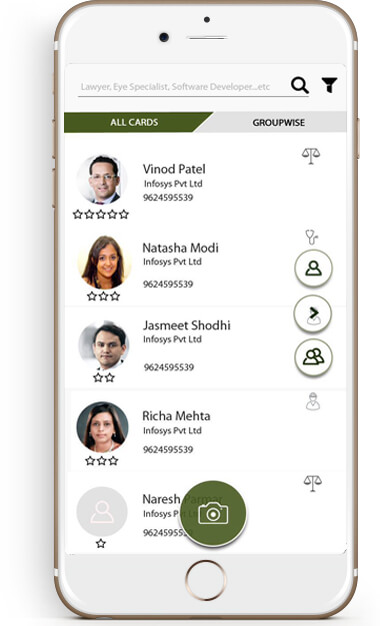 Lawyer, Eye Specialist, Software Developer...etc
ALL CARDS
GROUPWISE
Vinod Patel
Infosys Pvt Ltd
9624595539
Natasha Modi
Infosys Pvt Ltd
9624595539
Jasmeet Shodhi
Infosys Pvt Ltd
9624595539
Richa Mehta
Infosys Pvt Ltd
9624595539
Naresh Parmar
Infosys Pvt Ltd